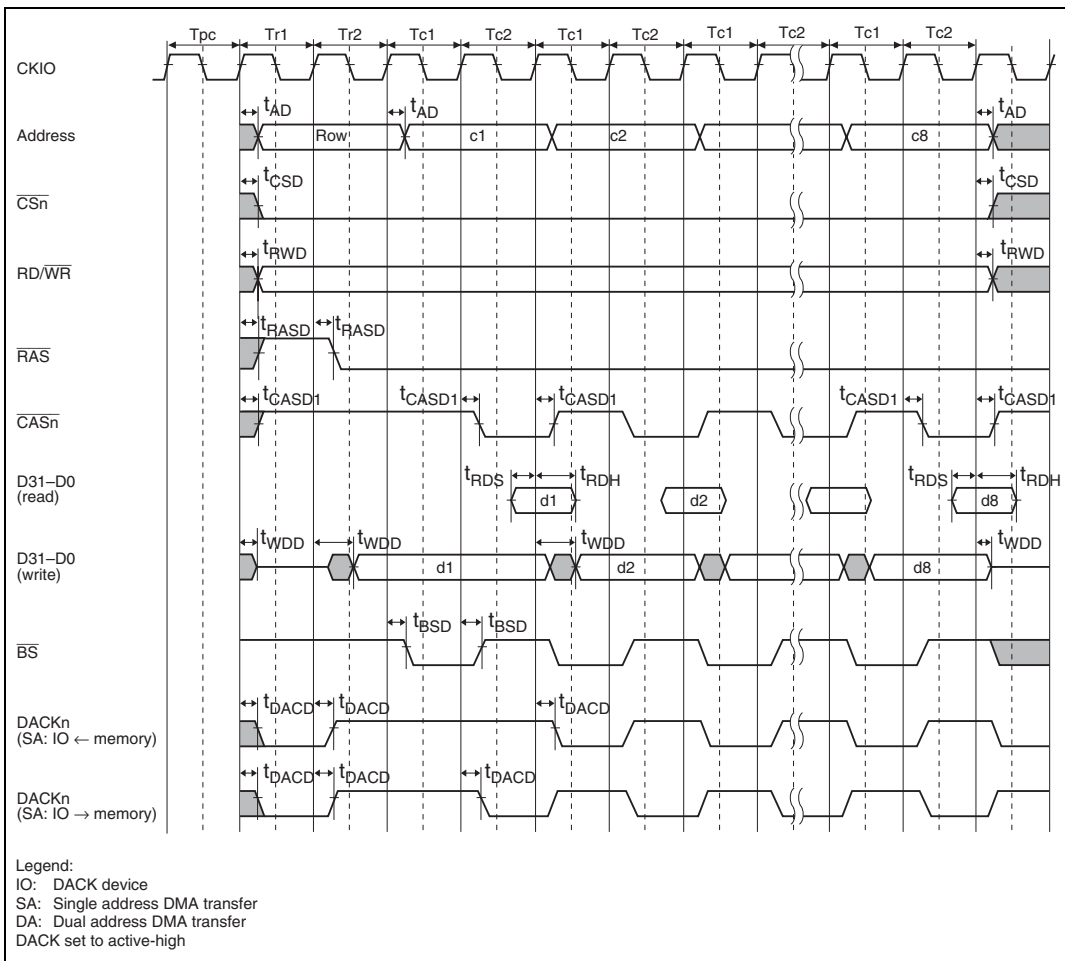 Tpc Tr1 Tr2 Tc1 Tc2 Tc1 Tc2 Tc1 Tc2 Tc1 Tc2
CKIO
tAD tAD tAD
Address Row c1 c2 c8
tCSD tCSD
CSn
tRWD tRWD
RD/WR
tRASD tRASD
RAS
tCASD1 tCASD1 tCASD1 tCASD1 tCASD1
CASn
D31–D0
(read)
tRDS tRDH tRDS tRDH
d1 d2 d8
D31–D0
(write)
tWDD tWDD tWDD tWDD
d1 d2 d8
tBSD tBSD
BS
tDACD tDACD tDACD
DACKn
(SA: IO ← memory)
tDACD tDACD tDACD
DACKn
(SA: IO → memory)
Legend:
IO: DACK device
SA: Single address DMA transfer
DA: Dual address DMA transfer
DACK set to active-high